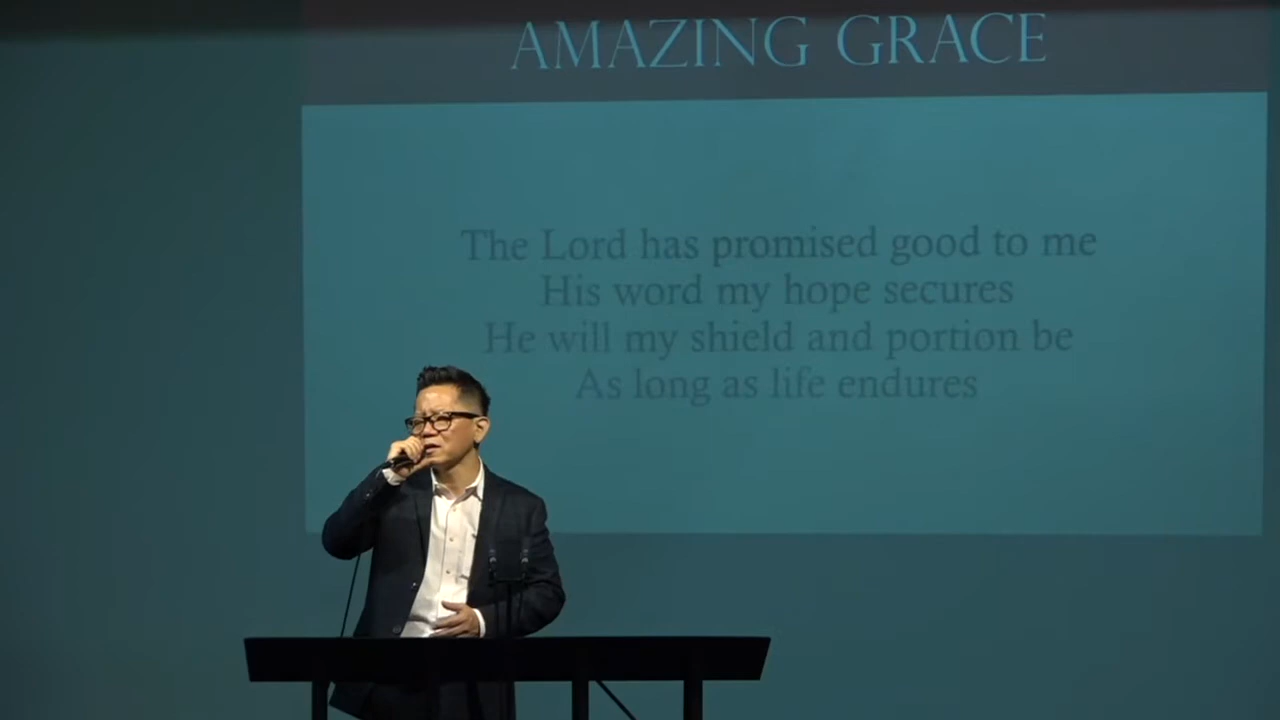 AMAZING GRACE
The Lord has promised good to me
His word my hope secures
He will my shield and portion be
As long as life endures